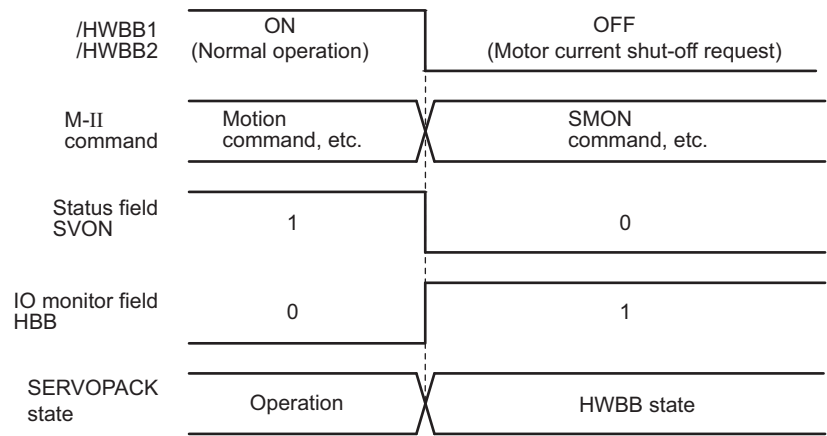 /HWBB1
/HWBB2
ON
(Normal operation)
OFF
(Motor current shut-off request)
M-II
command
Motion
command, etc.
SMON
command, etc.
Status field
SVON
1
0
IO monitor field
HBB
0
1
SERVOPACK
state
Operation
HWBB state